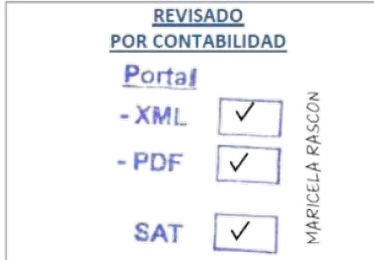 REVISADO
POR CONTABILIDAD
Portal
- XML ✓
- PDF ✓
SAT ✓
MARICELA RASCON